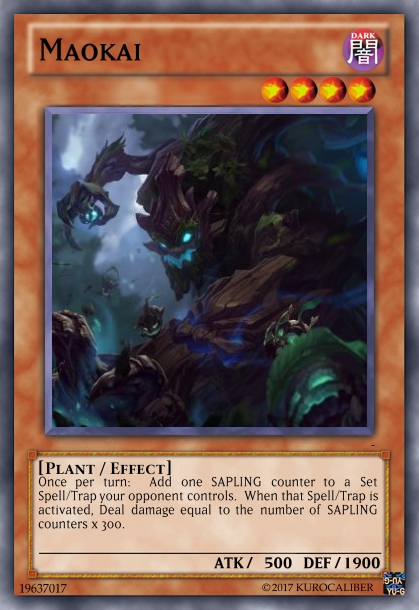 MAOKAI
DARK
闇
[PLANT / EFFECT]
Once per turn: Add one SAPLING counter to a Set
Spell/Trap your opponent controls. When that Spell/Trap is
activated, Deal damage equal to the number of SAPLING
counters x 300.
ATK / 500 DEF / 1900
19637017
©2017 KUROCALIBER